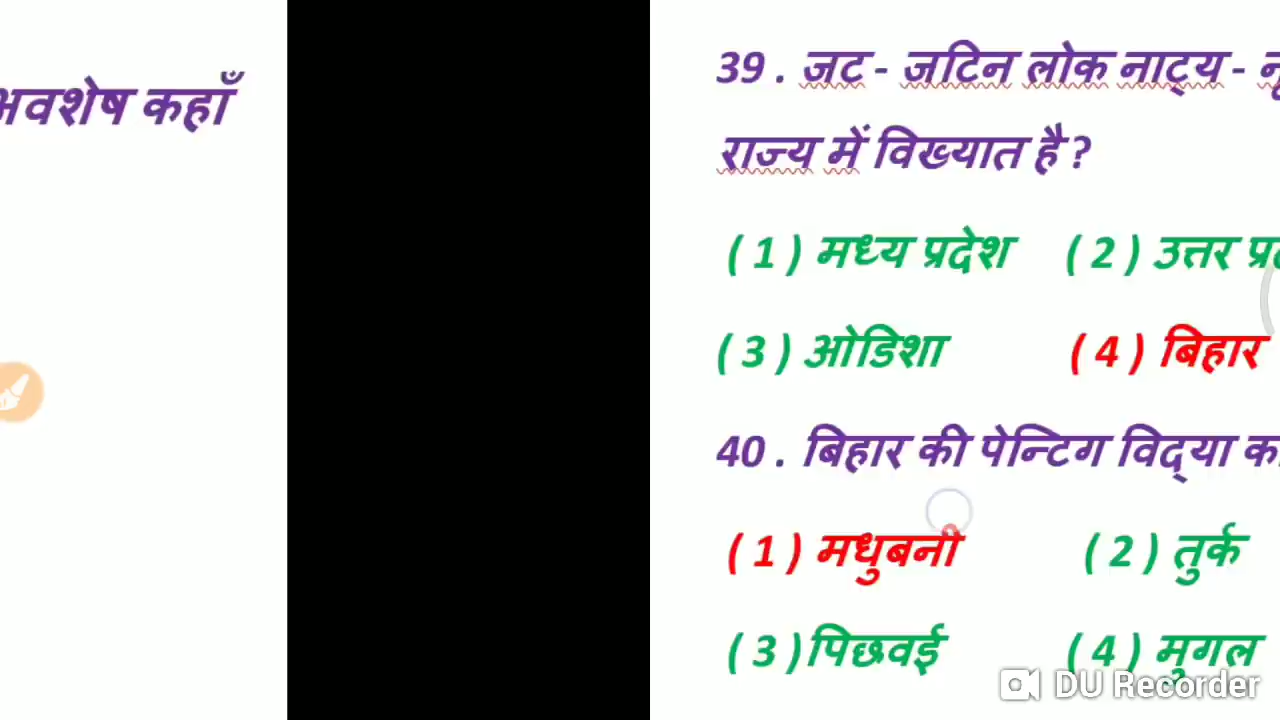 अवशेष कहाँ
39 . जट - जटिन लोक नाट्य -
राज्य में विख्यात है ?
( 1 ) मध्य प्रदेश ( 2 ) उत्तर
( 3 ) ओडिशा ( 4 ) बिहार
40 . बिहार की पेन्टिग विद्या
( 1 ) मधुबनी ( 2 ) तुर्क
( 3 )पिछवई ( 4 ) मुगल
DU Recorder